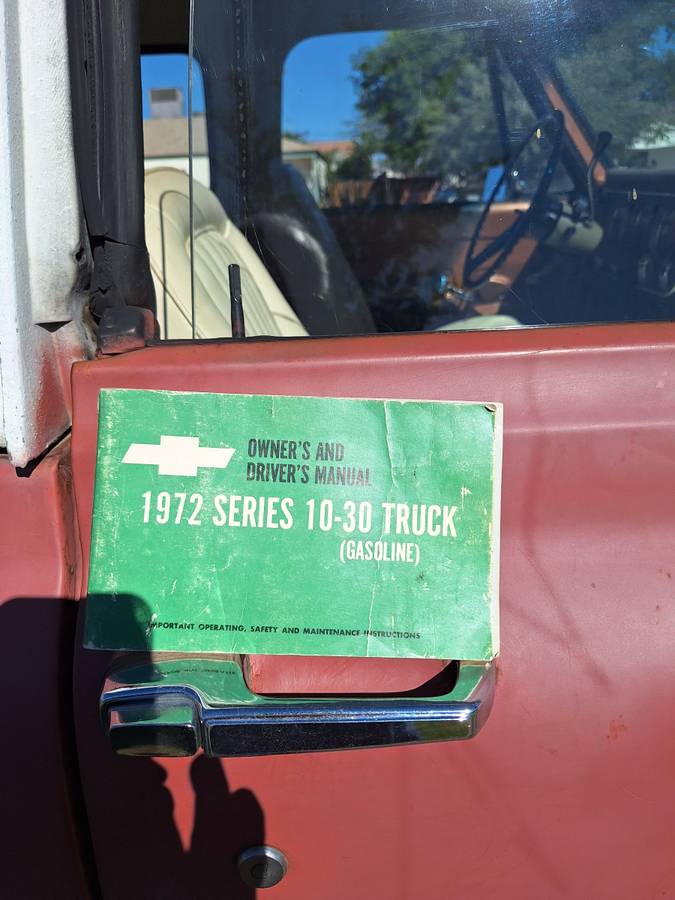 OWNER'S AND
DRIVER'S MANUAL
1972 SERIES 10-30 TRUCK
(GASOLINE)
IMPORTANT OPERATING, SAFETY AND MAINTENANCE INSTRUCTIONS